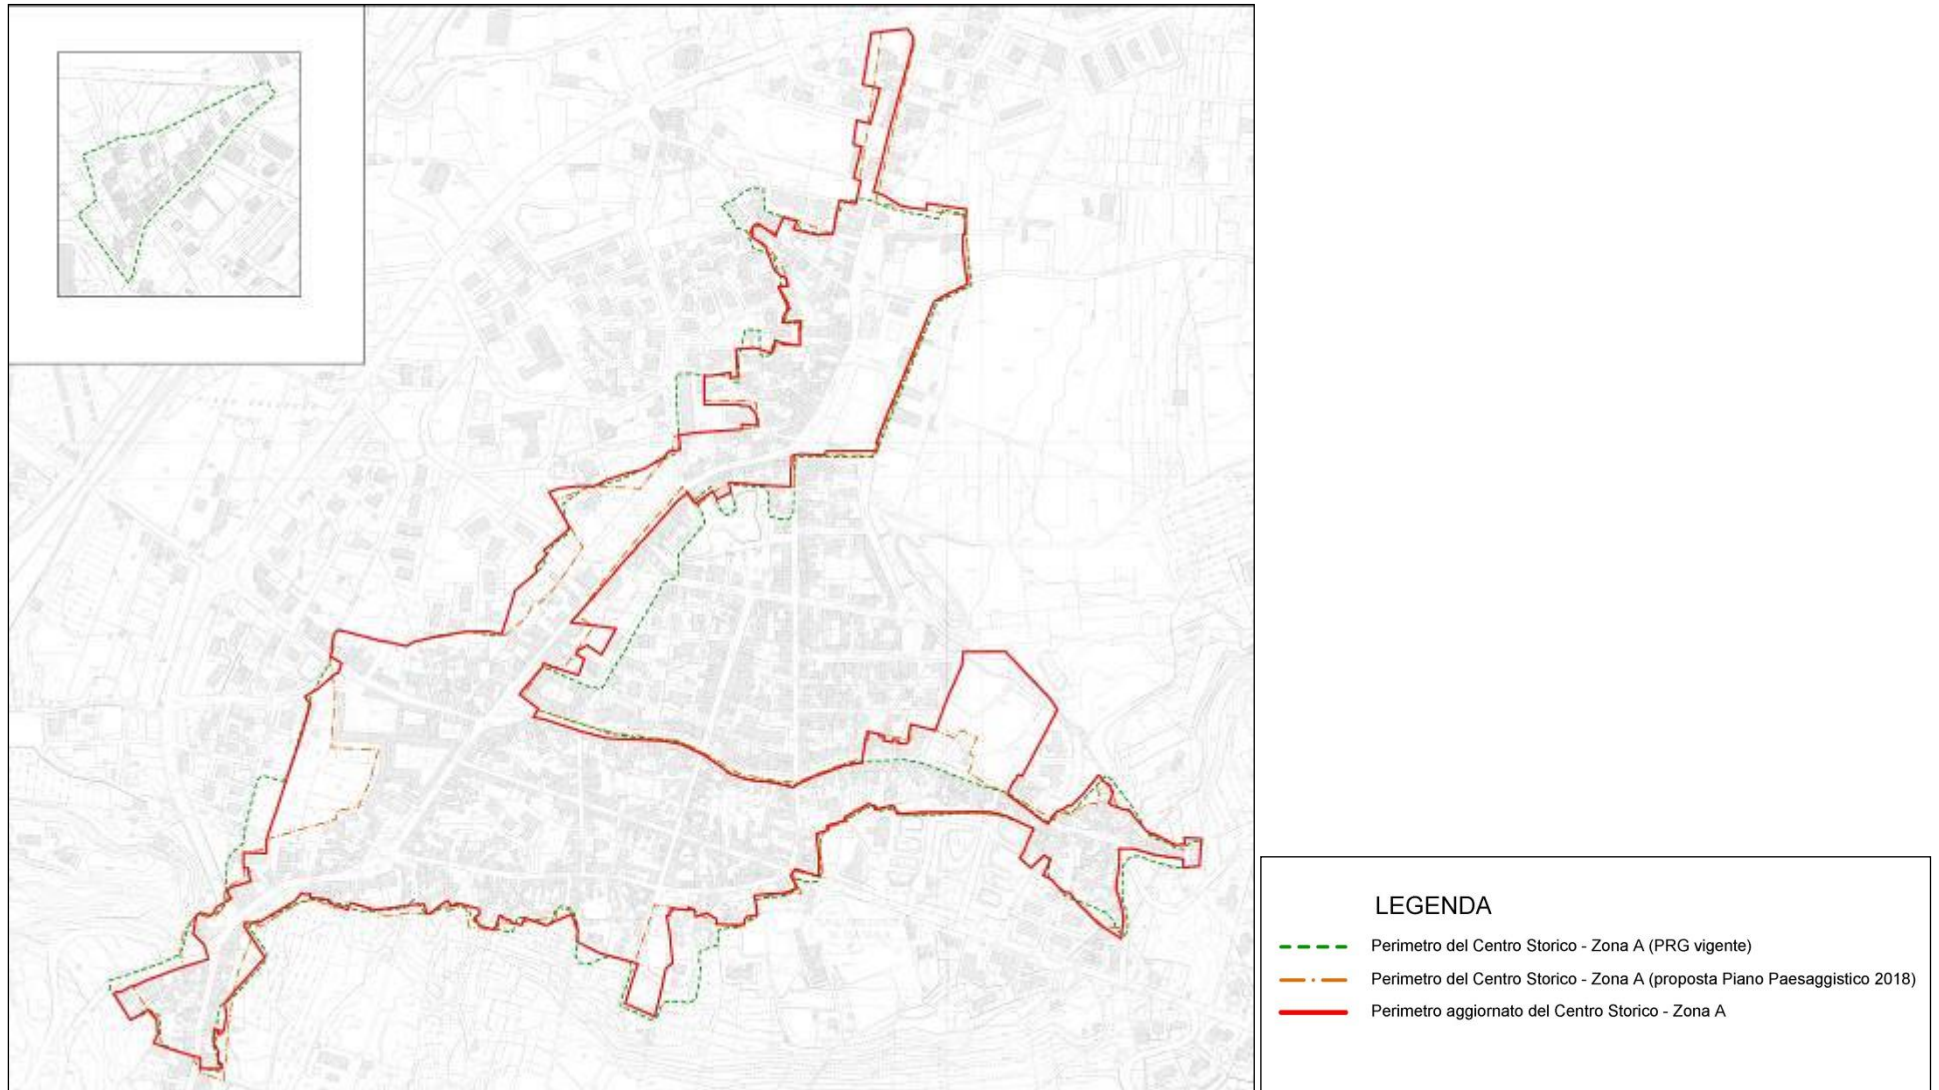 LEGENDA
Perimetro del Centro Storico - Zona A (PRG vigente)
Perimetro del Centro Storico - Zona A (proposta Piano Paesaggistico 2018)
Perimetro aggiornato del Centro Storico - Zona A